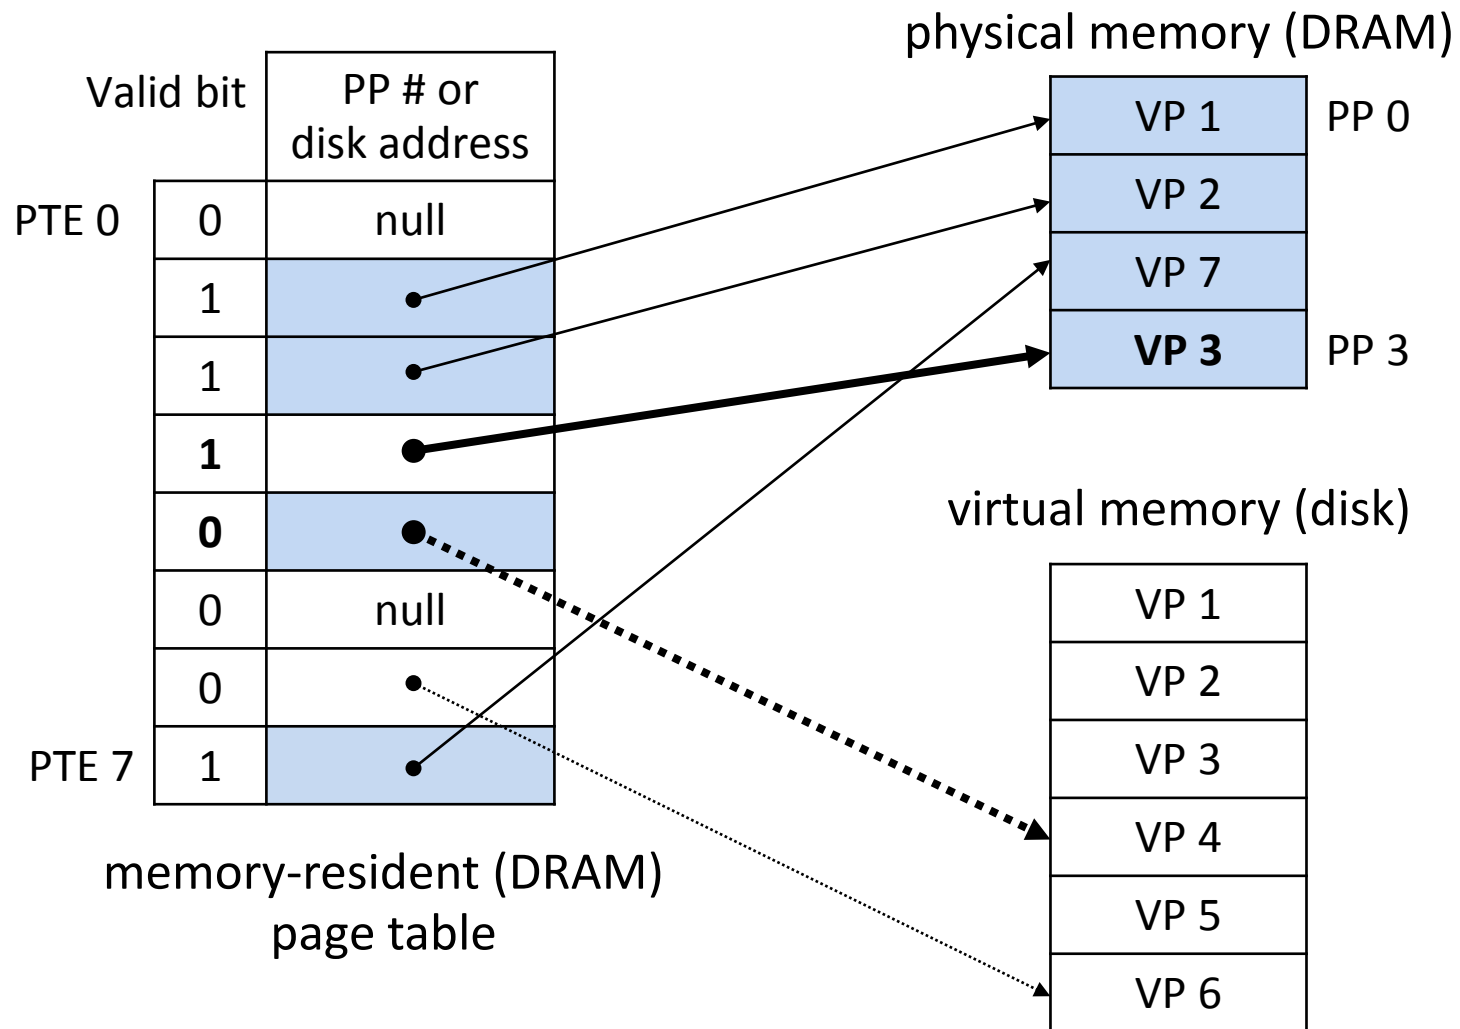 physical memory (DRAM)
Valid bit
PP # or
disk address
VP 1
PP 0
VP 2
VP 7
VP 3
PP 3
PTE 0
0
null
1
1
1
0
0
null
0
PTE 7
1
memory-resident (DRAM)
page table
virtual memory (disk)
VP 1
VP 2
VP 3
VP 4
VP 5
VP 6